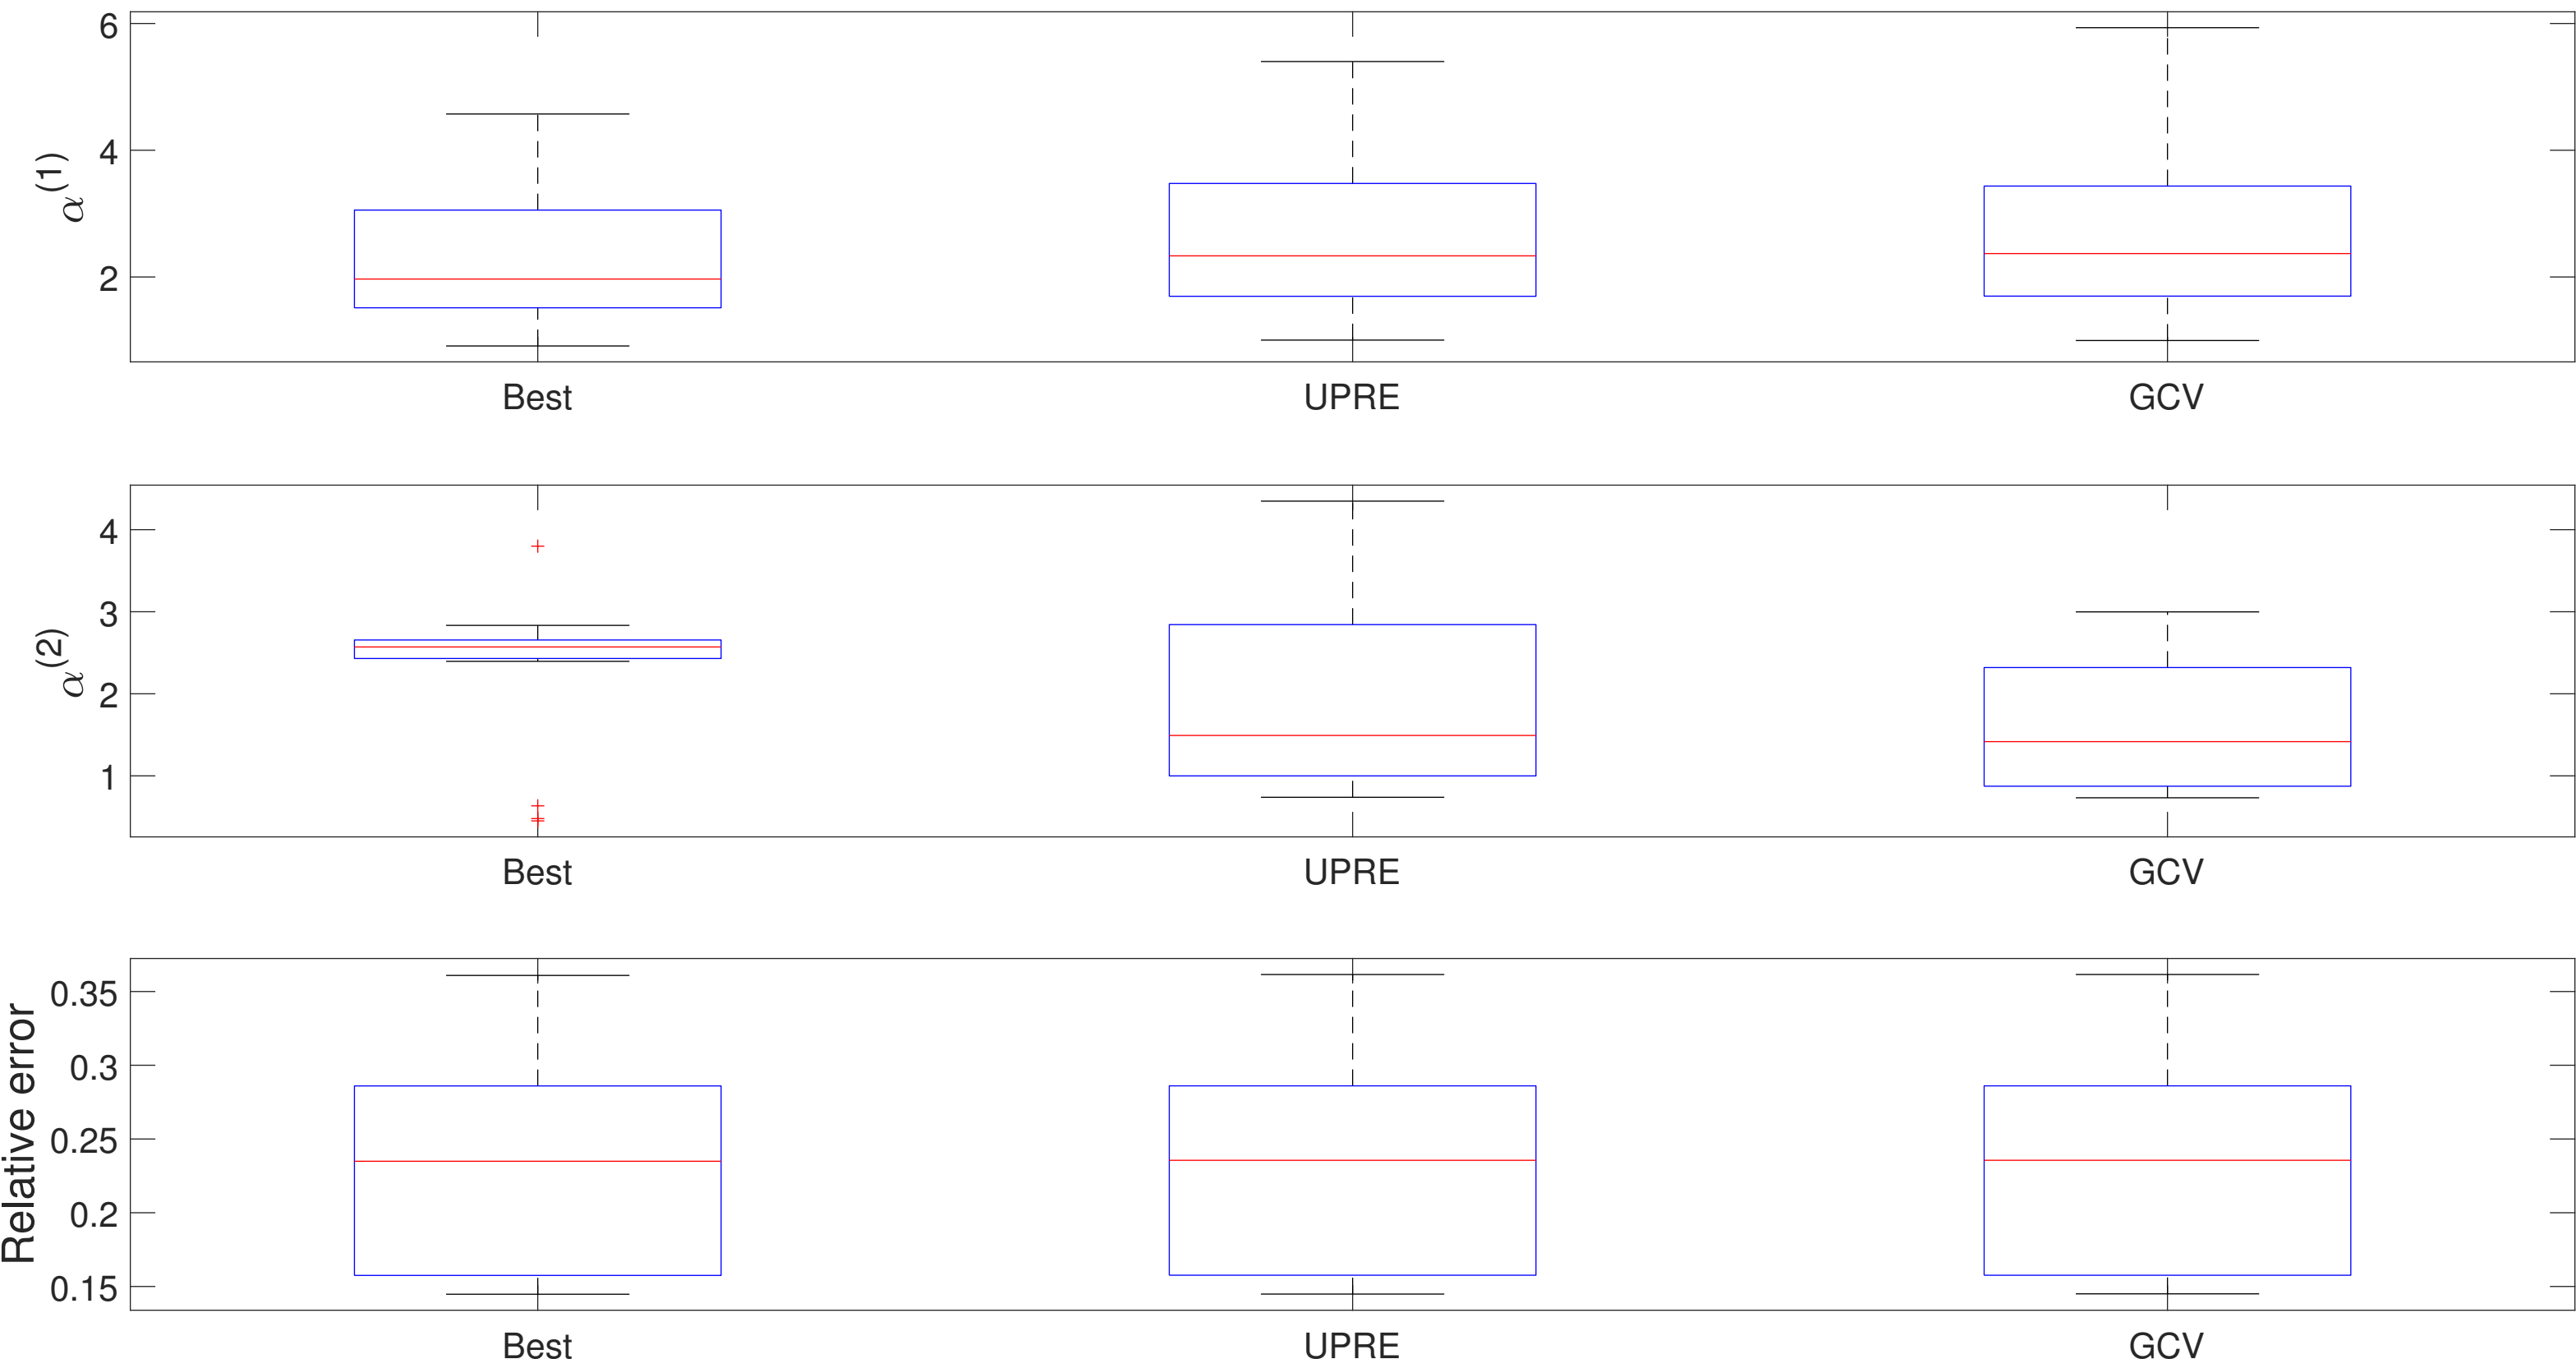 6
4
2
α(1)
Best UPRE GCV
4
3
2
1
α(2)
Best UPRE GCV
0.35
0.3
0.25
0.2
0.15
Relative error
Best UPRE GCV